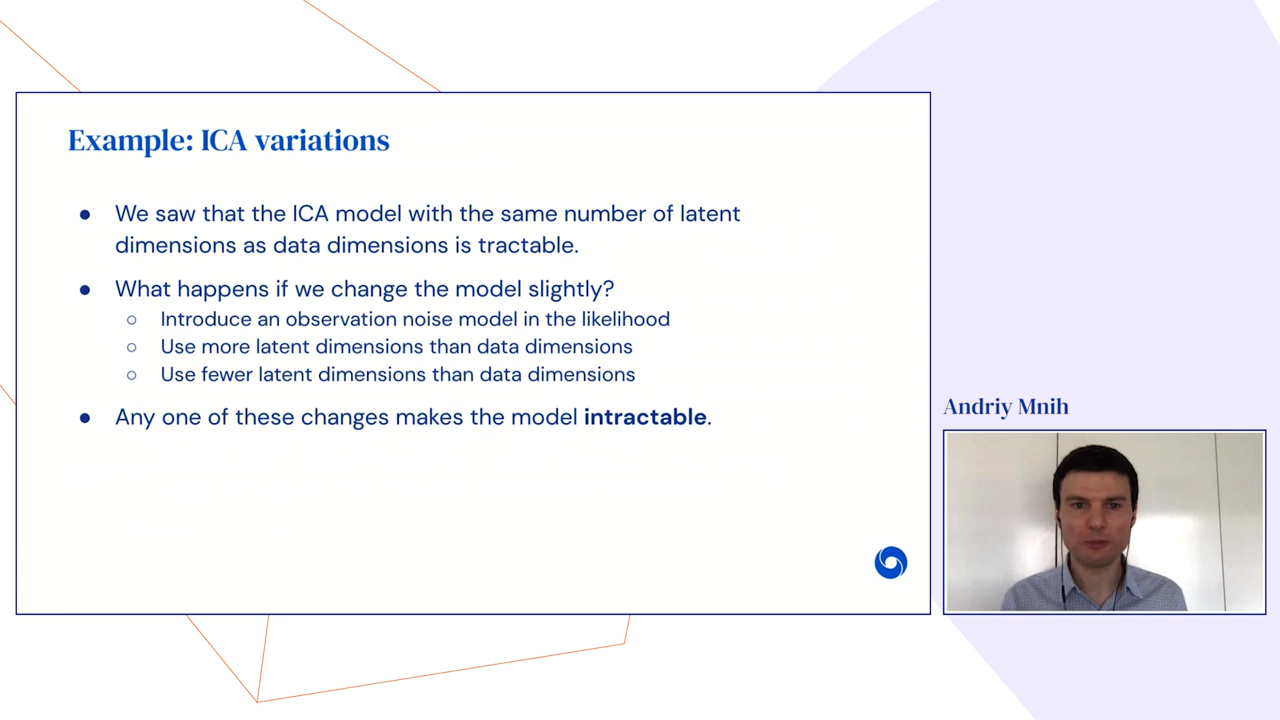 Example: ICA variations
● We saw that the ICA model with the same number of latent
dimensions as data dimensions is tractable.
● What happens if we change the model slightly?
○ Introduce an observation noise model in the likelihood
○ Use more latent dimensions than data dimensions
○ Use fewer latent dimensions than data dimensions
● Any one of these changes makes the model intractable.
Andriy Mnih